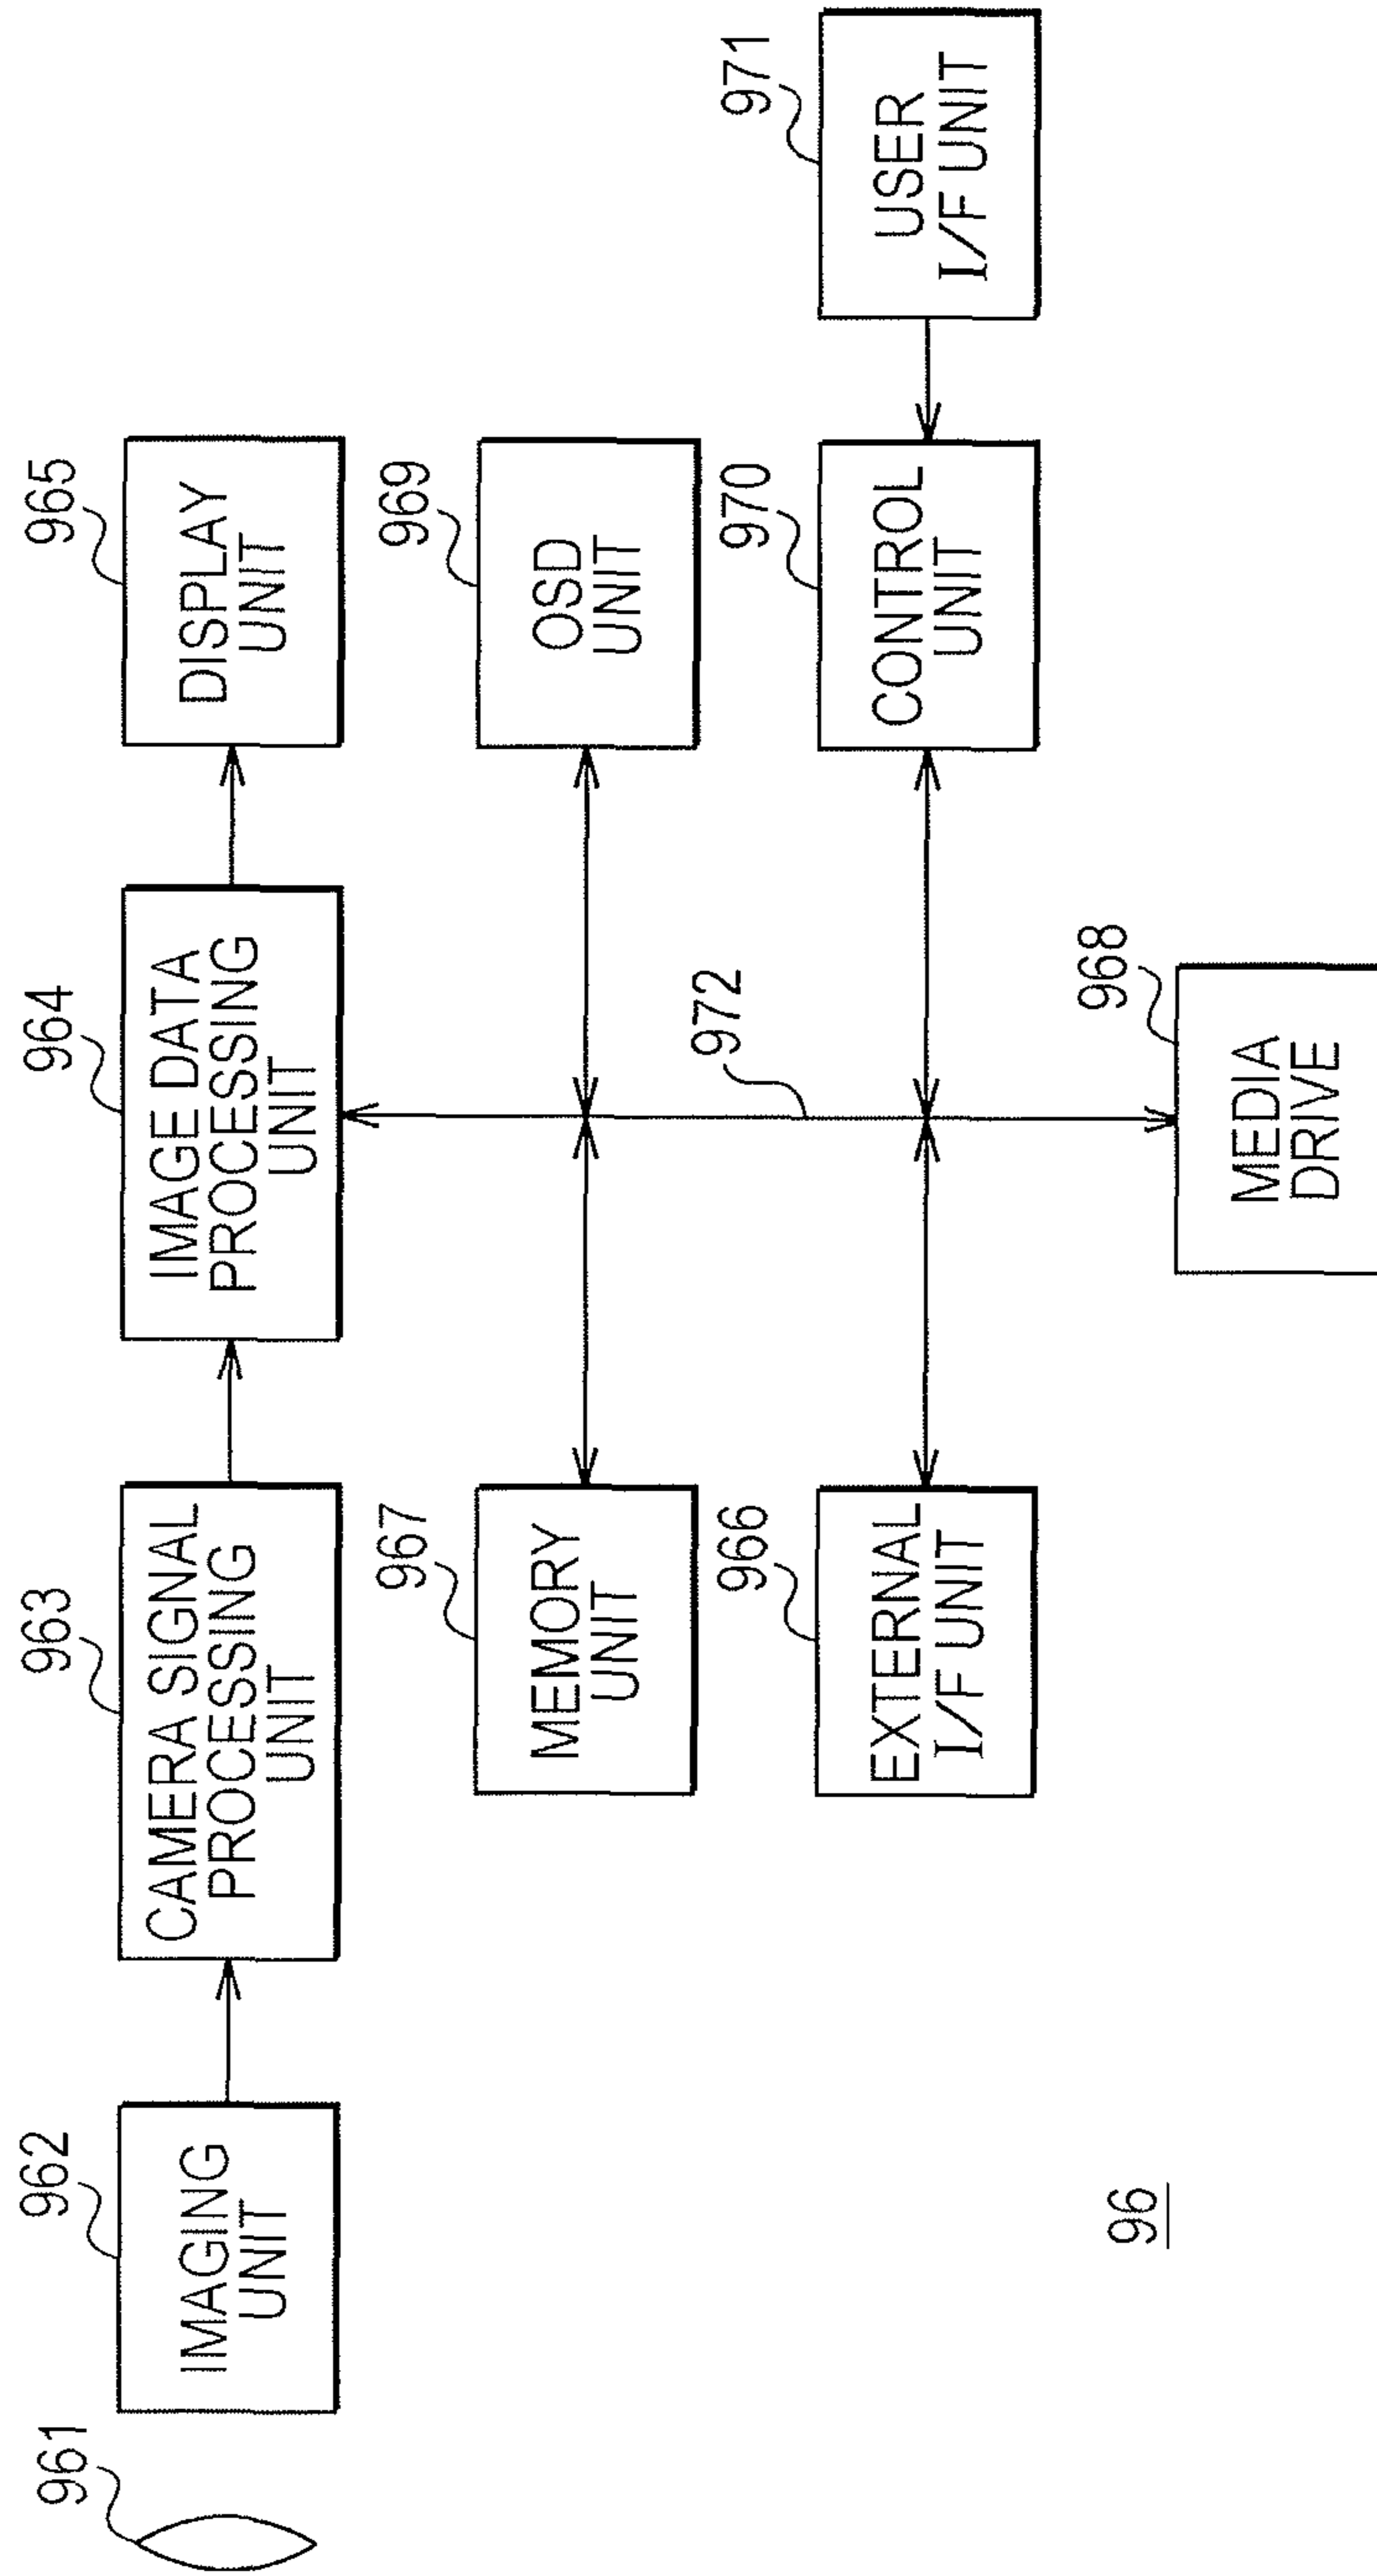 961
962
IMAGING
UNIT
963
CAMERA SIGNAL
PROCESSING
UNIT
964
IMAGE DATA
PROCESSING
UNIT
965
DISPLAY
UNIT
967
MEMORY
UNIT
969
OSD
UNIT
966
EXTERNAL
I/F UNIT
972
970
CONTROL
UNIT
971
USER
I/F UNIT
968
MEDIA
DRIVE
96